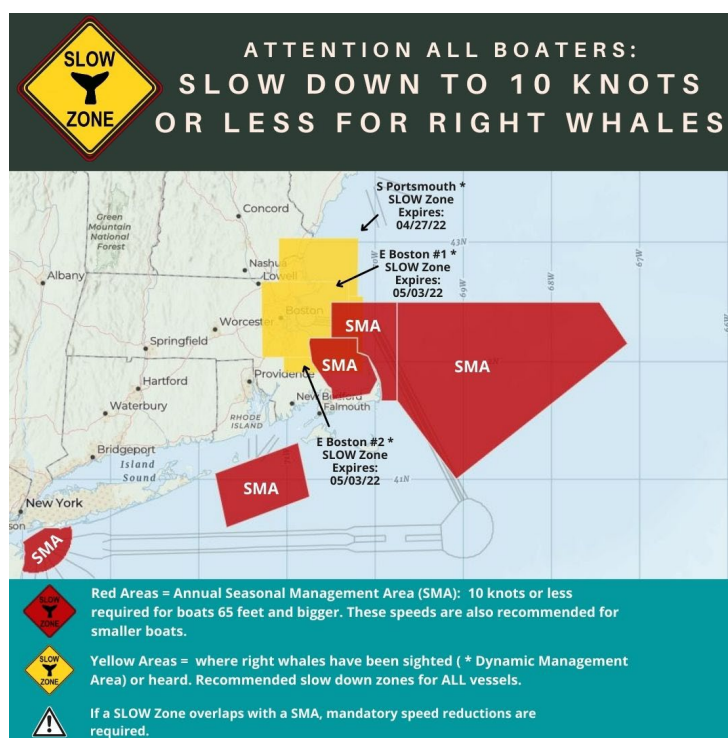 SLOW
ZONE
ATTENTION ALL BOATERS:
SLOW DOWN TO 10 KNOTS
OR LESS FOR RIGHT WHALES
S Portsmouth *
SLOW Zone
Expires:
04/27/22
Concord
Green
Mountain
National
Forest
43N
E Boston #1 *
SLOW Zone
Expires:
05/03/22
67W
68W
69W
Nashua
Lowell
Albany
Boston
Worcester
SMA
Springfield
SMA
SMA
Providence
Hartford
New Bedford
Falmouth
Waterbury
RHODE
ISLAND
E Boston #2 *
SLOW Zone
Expires:
05/03/22
Bridgeport
Island
Sound
41N
SMA
New York
SMA
SLOW
ZONE
Red Areas = Annual Seasonal Management Area (SMA): 10 knots or less
required for boats 65 feet and bigger. These speeds are also recommended for
smaller boats.
SLOW
ZONE
Yellow Areas = where right whales have been sighted ( * Dynamic Management
Area) or heard. Recommended slow down zones for ALL vessels.
If a SLOW Zone overlaps with a SMA, mandatory speed reductions are
required.